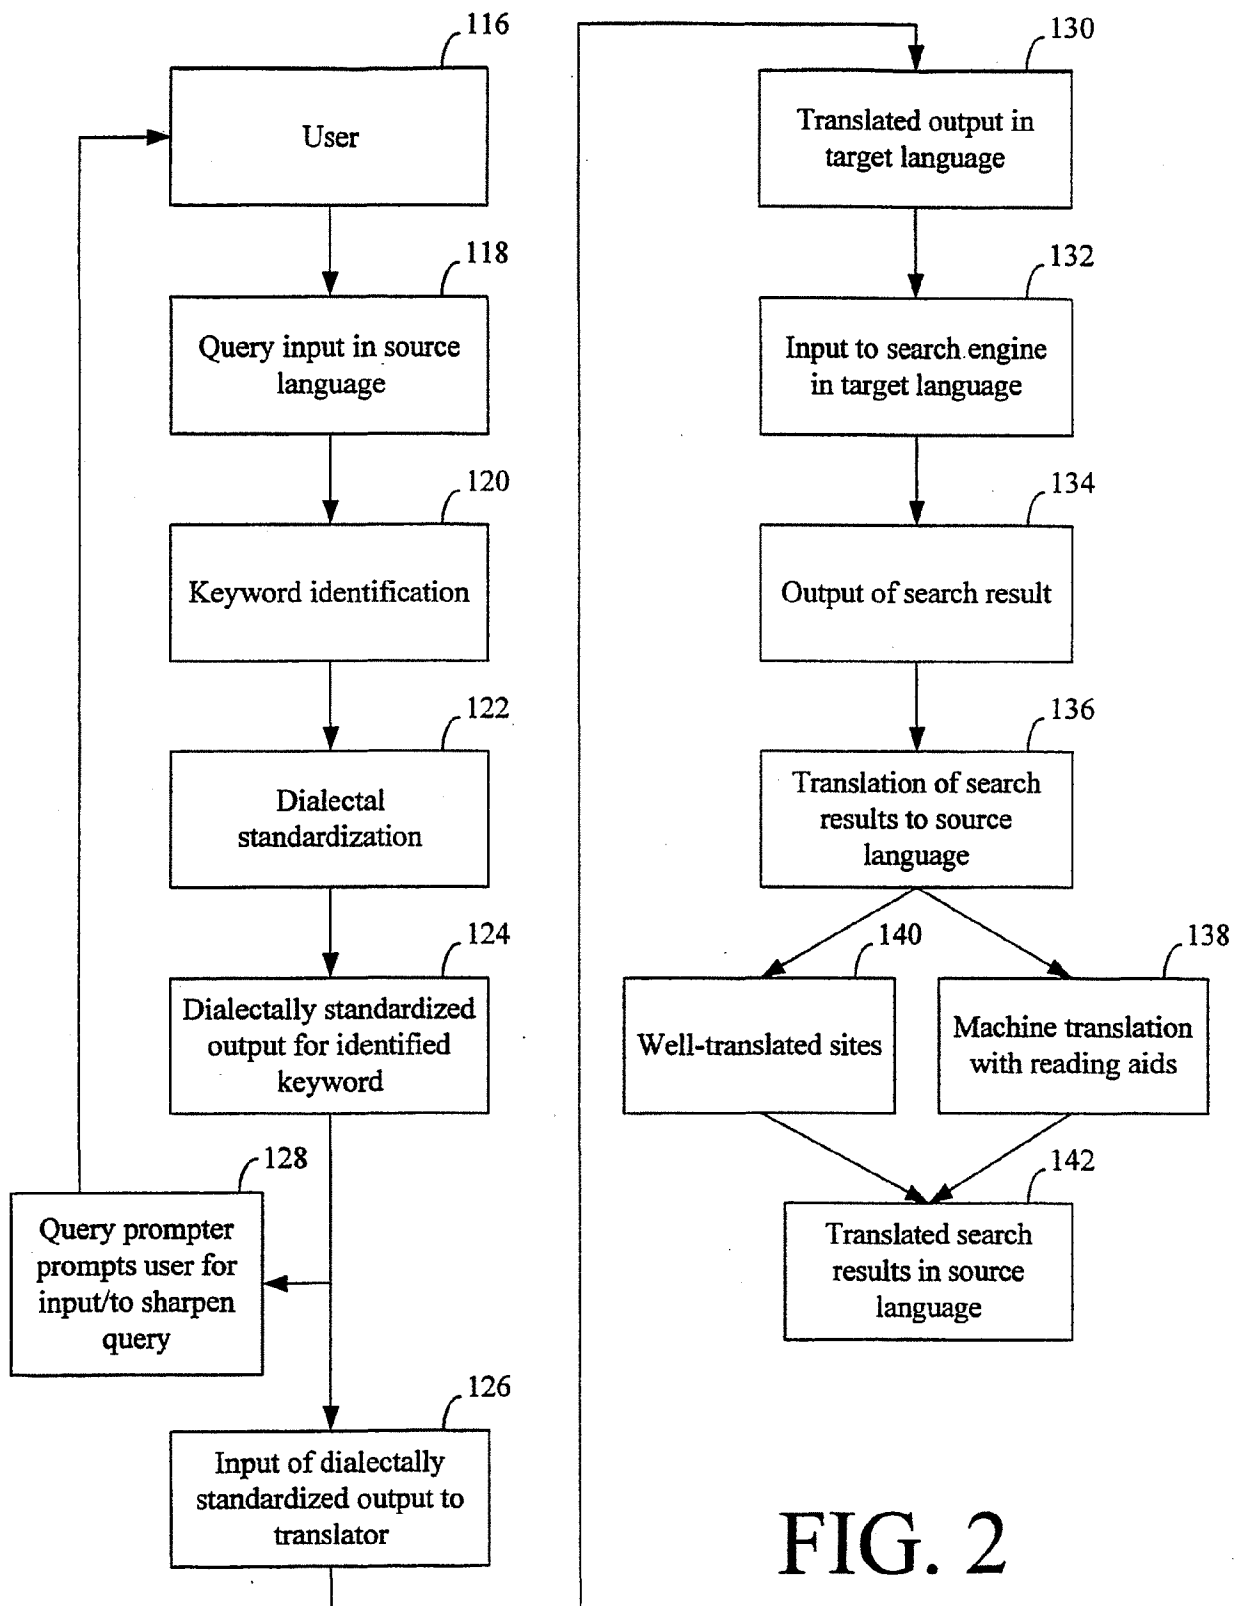 116
User
118
Query input in source
language
120
Keyword identification
122
Dialectal
standardization
124
Dialectally standardized
output for identified
keyword
128
Query prompter
prompts user for
input/to sharpen
query
126
Input of dialectally
standardized output to
translator
130
Translated output in
target language
132
Input to search engine
in target language
134
Output of search result
136
Translation of search
results to source
language
140
Well-translated sites
138
Machine translation
with reading aids
142
Translated search
results in source
language
FIG. 2